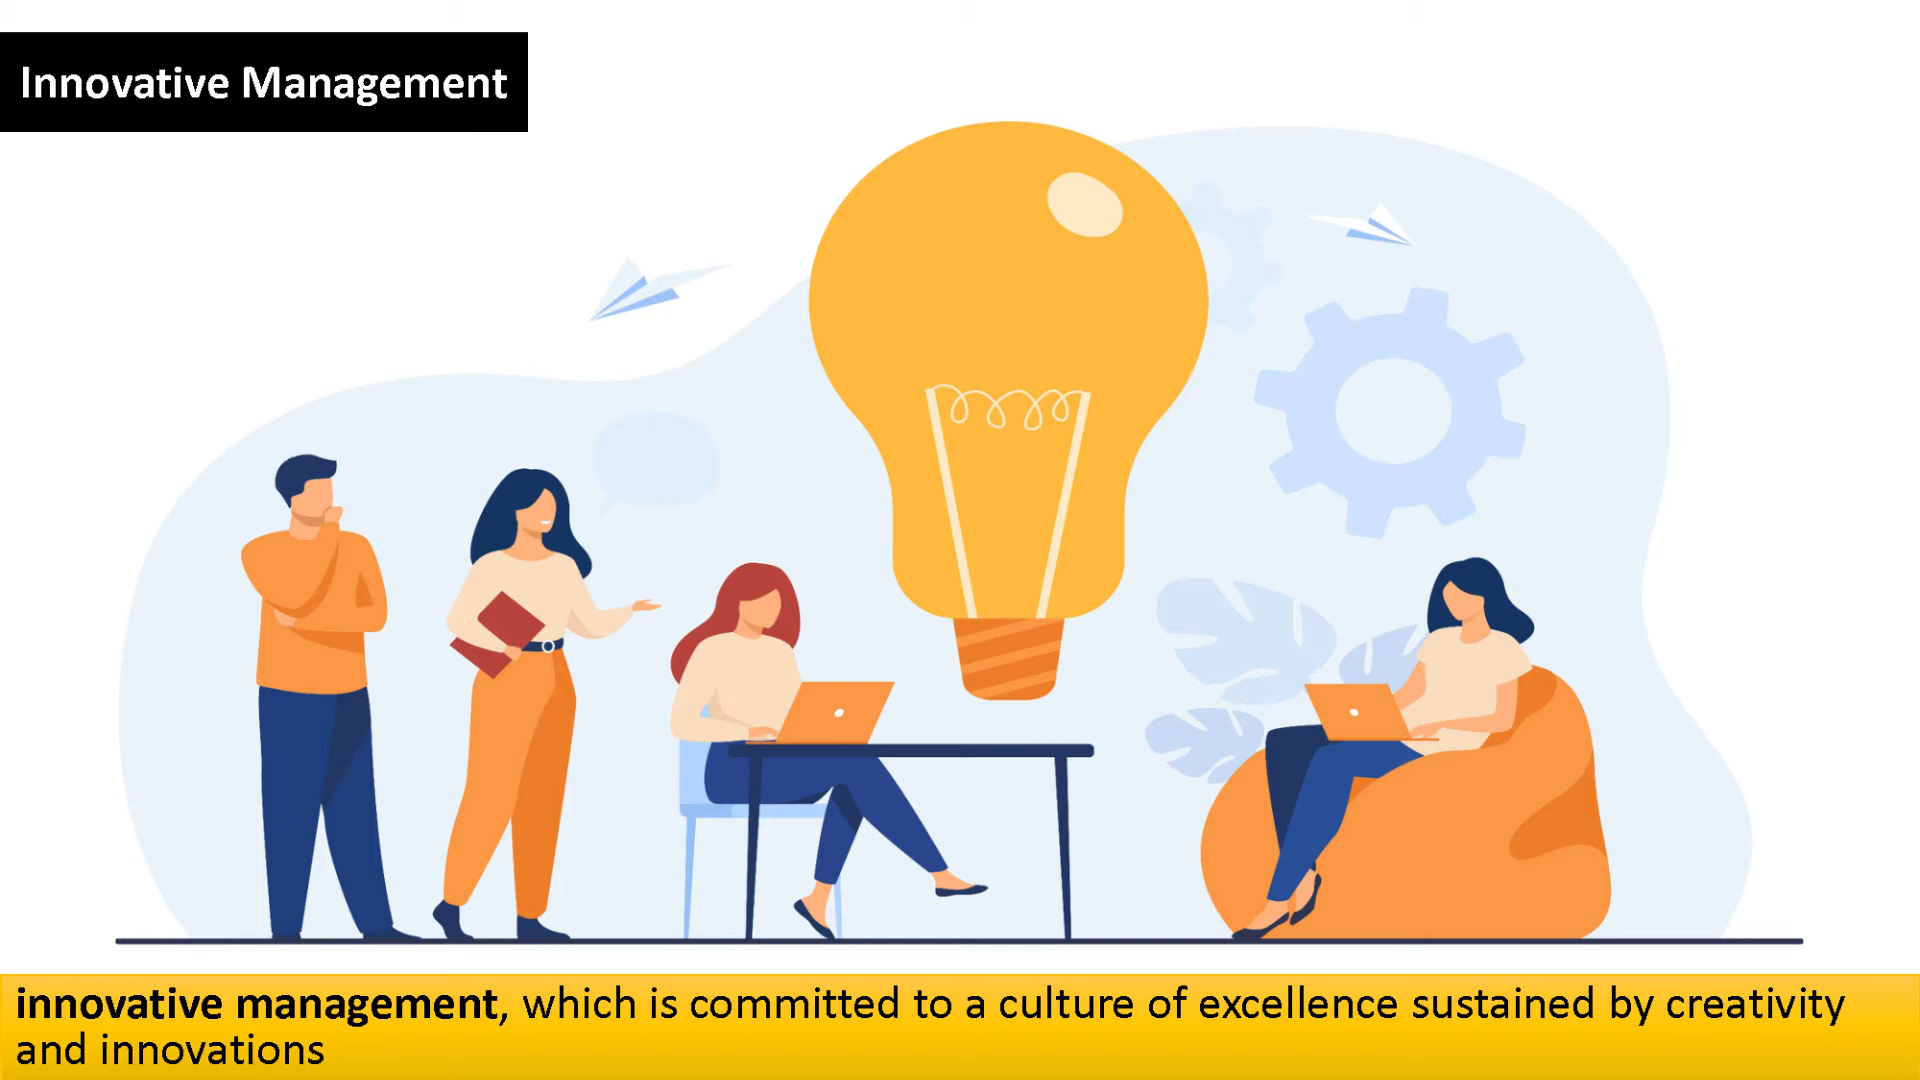 Innovative Management
innovative management, which is committed to a culture of excellence sustained by creativity
and innovations